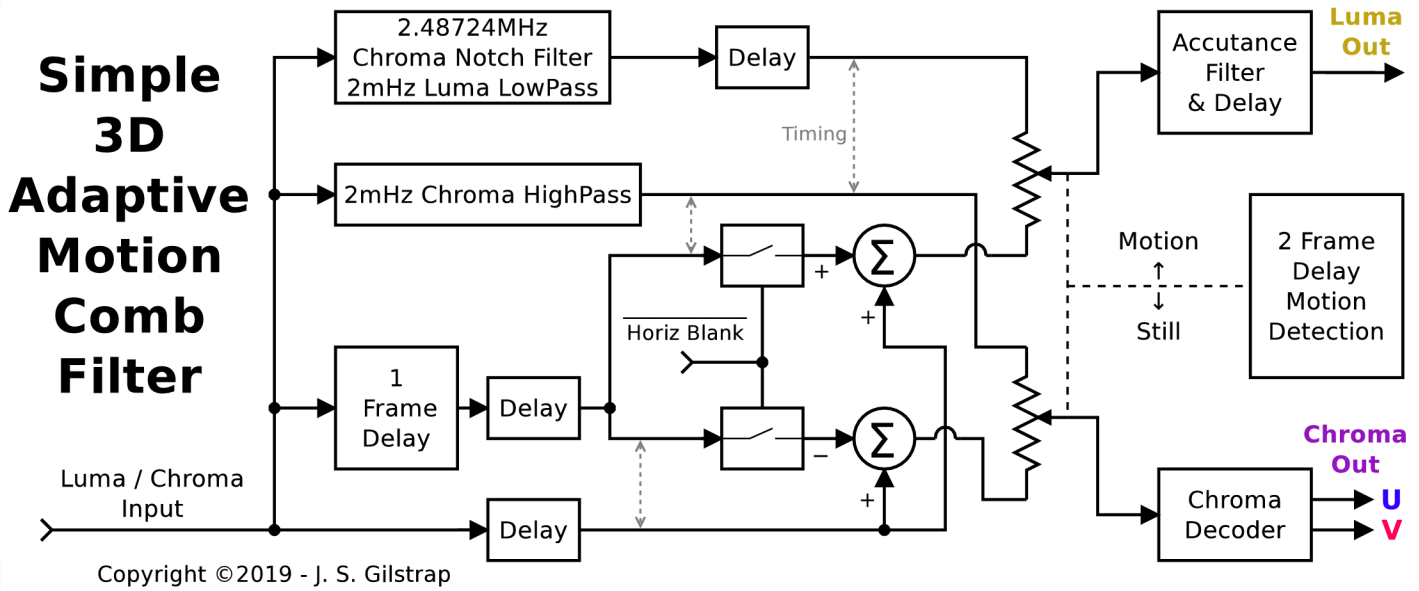 Simple
3D
Adaptive
Motion
Comb
Filter
2.48724MHz
Chroma Notch Filter
2mHz Luma LowPass
Delay
Accutance
Filter
& Delay
Luma
Out
Timing
2mHz Chroma HighPass
Σ
+
+
Motion
↑
↓
Still
2 Frame
Delay
Motion
Detection
Horiz Blank
1
Frame
Delay
Delay
Σ
−
+
Luma / Chroma
Input
Delay
Chroma
Decoder
Chroma
Out
U
V
Copyright ©2019 - J. S. Gilstrap